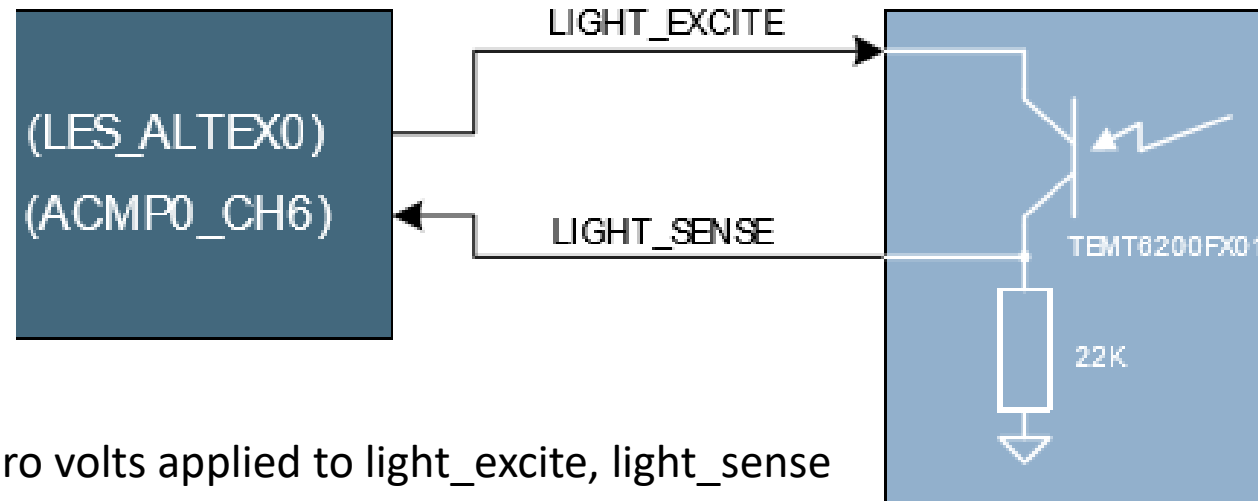 LIGHT_EXCITE
(LES_ALTEX0)
(ACMP0_CH6)
LIGHT_SENSE
TEMT6200FX01
22K
ro volts applied to light_excite, light_sense